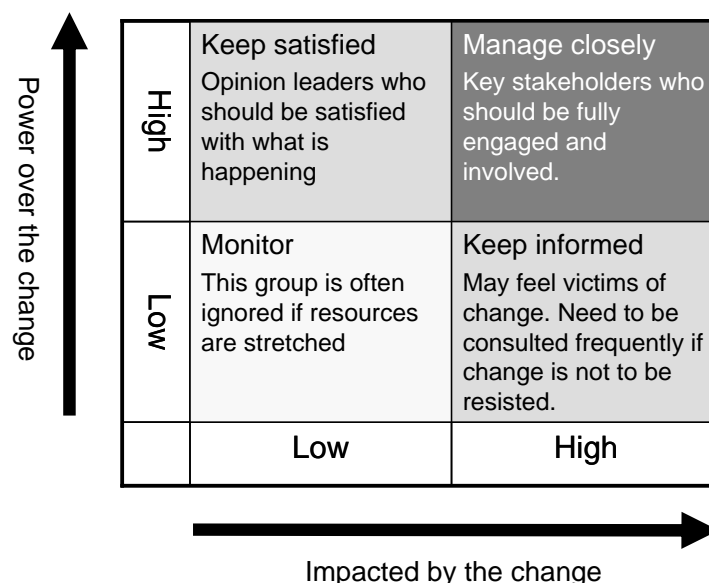 Power over the change
High
Keep satisfied
Opinion leaders who
should be satisfied
with what is
happening
Manage closely
Key stakeholders who
should be fully
engaged and
involved.
Low
Monitor
This group is often
ignored if resources
are stretched
Keep informed
May feel victims of
change. Need to be
consulted frequently if
change is not to be
resisted.
Low
High
Impacted by the change